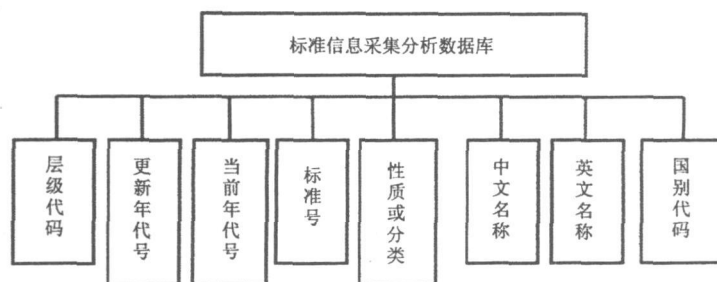 标准信息采集分析数据库
层级代码
更新年代号
当前年代号
标准号
性质或分类
中文名称
英文名称
国别代码